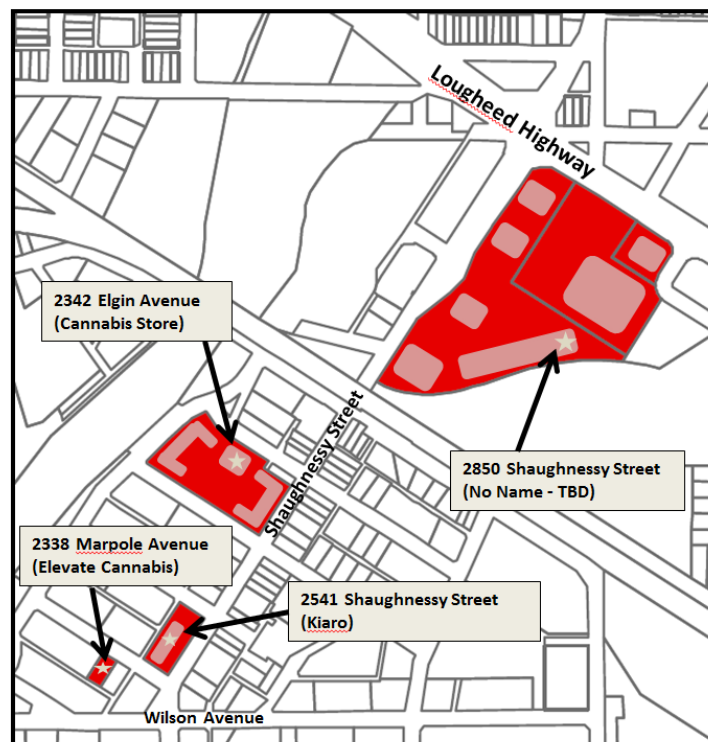 Lougheed Highway
2342 Elgin Avenue
(Cannabis Store)
Shaughnessy Street
2850 Shaughnessy Street
(No Name - TBD)
2338 Marpole Avenue
(Elevate Cannabis)
2541 Shaughnessy Street
(Kiaro)
Wilson Avenue